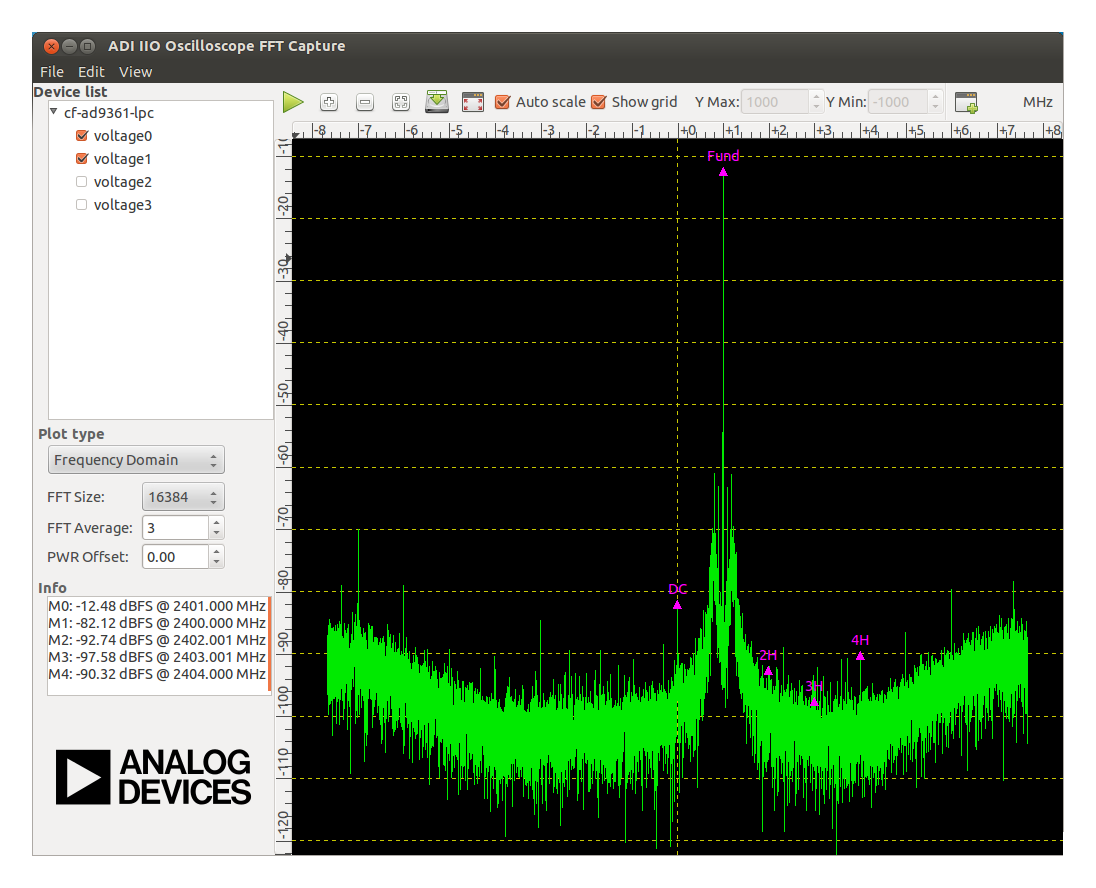 ADI IIO Oscilloscope FFT Capture
File Edit View
Device list
cf-ad9361-lpc
voltage0
voltage1
voltage2
voltage3
Auto scale Show grid Y Max: 1000 Y Min: -1000 MHz
-8 -7 -6 -5 -4 -3 -2 -1 +0 +1 +2 +3 +4 +5 +6 +7 +8
-20
-30
-40
-50
-60
-70
-80
-90
-100
-110
-120
Fund
DC
2H
3H
4H
Plot type
Frequency Domain
FFT Size: 16384
FFT Average: 3
PWR Offset: 0.00
Info
M0: -12.48 dBFS @ 2401.000 MHz
M1: -82.12 dBFS @ 2400.000 MHz
M2: -92.74 dBFS @ 2402.001 MHz
M3: -97.58 dBFS @ 2403.001 MHz
M4: -90.32 dBFS @ 2404.000 MHz
ANALOG
DEVICES